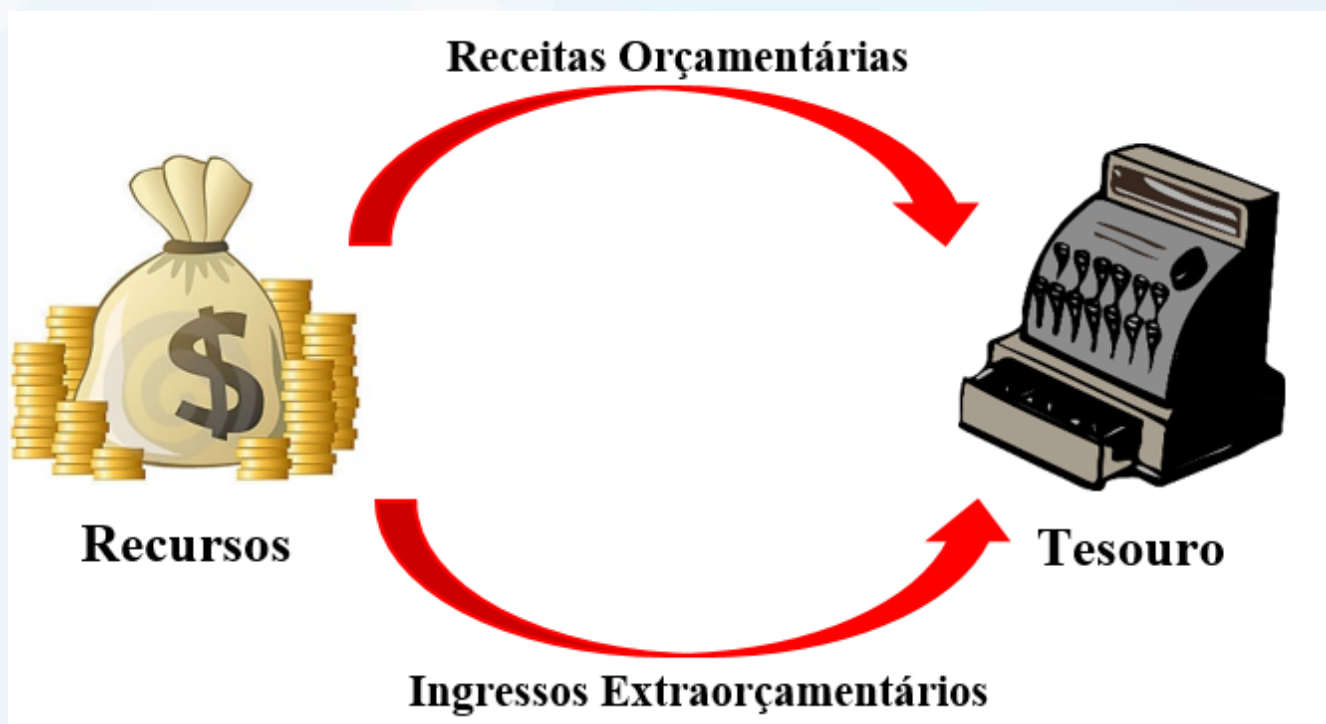 Receitas Orçamentárias
$
Recursos
Tesouro
Ingressos Extraorçamentários